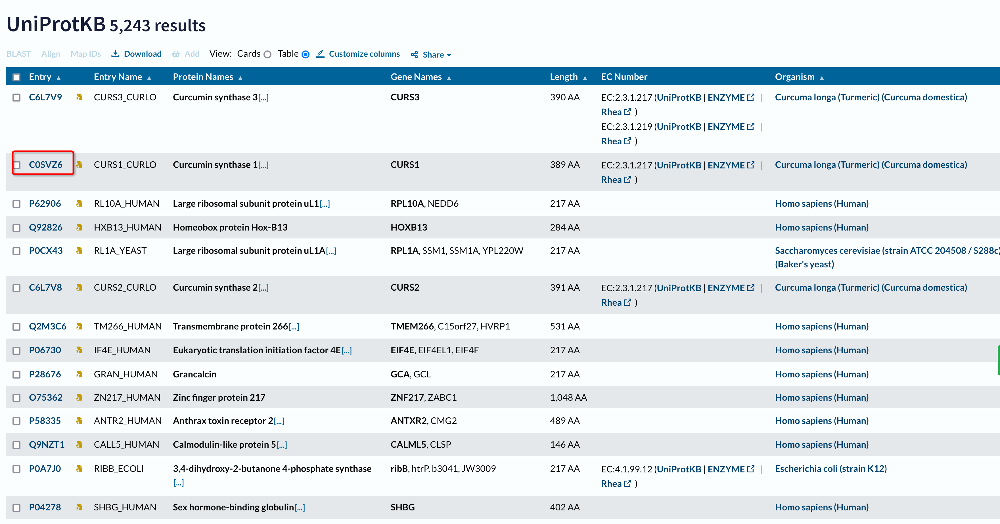 UniProtKB 5,243 results
BLAST Align Map IDs Download Add View: Cards Table Customize columns Share
Entry Entry Name Protein Names Gene Names Length EC Number Organism
C6L7V9 CURS3_CURLO Curcumin synthase 3[...] CURS3 390 AA EC:2.3.1.217 (UniProtKB | ENZYME | Curcuma longa (Turmeric) (Curcuma domestica)
Rhea )
EC:2.3.1.219 (UniProtKB | ENZYME |
Rhea )
C0SVZ6 CURS1_CURLO Curcumin synthase 1[...] CURS1 389 AA EC:2.3.1.217 (UniProtKB | ENZYME | Curcuma longa (Turmeric) (Curcuma domestica)
Rhea )
P62906 RL10A_HUMAN Large ribosomal subunit protein uL1[...] RPL10A, NEDD6 217 AA Homo sapiens (Human)
Q92826 HXB13_HUMAN Homeobox protein Hox-B13 HOXB13 284 AA Homo sapiens (Human)
P0CX43 RL1A_YEAST Large ribosomal subunit protein uL1A[...] RPL1A, SSM1, SSM1A, YPL220W 217 AA Saccharomyces cerevisiae (strain ATCC 204508 / S288c)
(Baker's yeast)
C6L7V8 CURS2_CURLO Curcumin synthase 2[...] CURS2 391 AA EC:2.3.1.217 (UniProtKB | ENZYME | Curcuma longa (Turmeric) (Curcuma domestica)
Rhea )
Q2M3C6 TM266_HUMAN Transmembrane protein 266[...] TMEM266, C15orf27, HVRP1 531 AA Homo sapiens (Human)
P06730 IF4E_HUMAN Eukaryotic translation initiation factor 4E[...] EIF4E, EIF4EL1, EIF4F 217 AA Homo sapiens (Human)
P28676 GRAN_HUMAN Grancalcin GCA, GCL 217 AA Homo sapiens (Human)
O75362 ZN217_HUMAN Zinc finger protein 217 ZNF217, ZABC1 1,048 AA Homo sapiens (Human)
P58335 ANTR2_HUMAN Anthrax toxin receptor 2[...] ANTXR2, CMG2 489 AA Homo sapiens (Human)
Q9NZT1 CALL5_HUMAN Calmodulin-like protein 5[...] CALML5, CLSP 146 AA Homo sapiens (Human)
P0A7J0 RIBB_ECOLI 3,4-dihydroxy-2-butanone 4-phosphate synthase ribB, htrP, b3041, JW3009 217 AA EC:4.1.99.12 (UniProtKB | ENZYME | Escherichia coli (strain K12)
[...] Rhea )
P04278 SHBG_HUMAN Sex hormone-binding globulin[...] SHBG 402 AA Homo sapiens (Human)